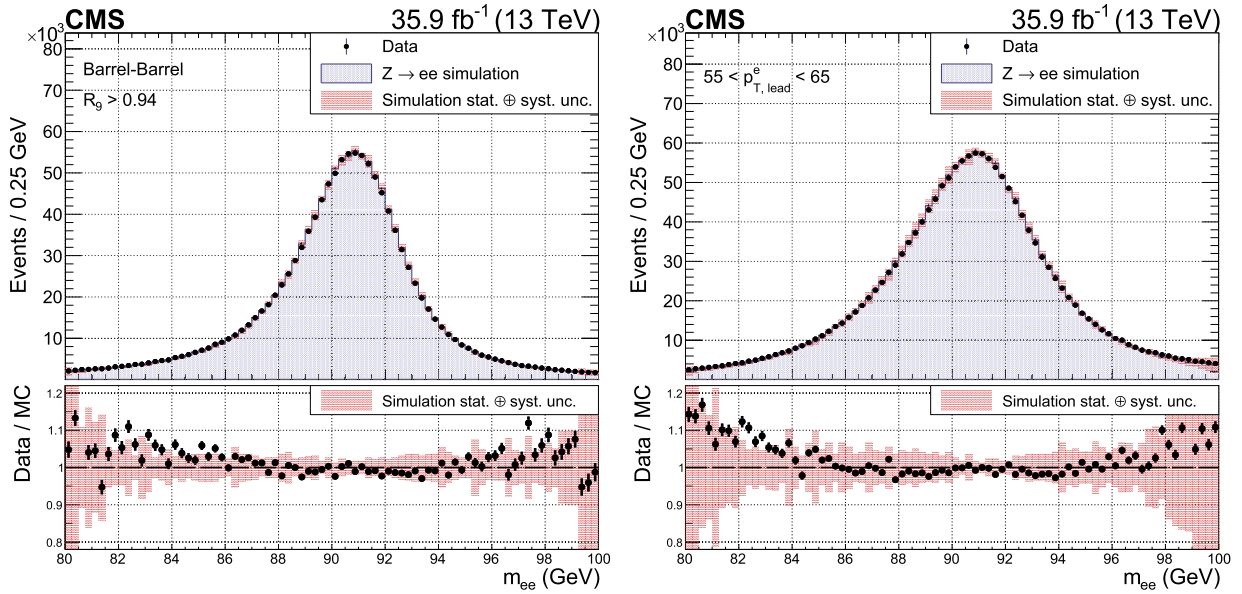 CMS 35.9 fb⁻¹ (13 TeV)
×10³
Events / 0.25 GeV
80
70
60
50
40
30
20
10
Barrel-Barrel
R₉ > 0.94
Data
Z → ee simulation
Simulation stat. ⊕ syst. unc.
Data / MC
1.2
1.1
1
0.9
0.8
Simulation stat. ⊕ syst. unc.
80 82 84 86 88 90 92 94 96 98 100
m_ee (GeV)
CMS 35.9 fb⁻¹ (13 TeV)
×10³
Events / 0.25 GeV
80
70
60
50
40
30
20
10
55 < p^e_T, lead < 65
Data
Z → ee simulation
Simulation stat. ⊕ syst. unc.
Data / MC
1.2
1.1
1
0.9
0.8
Simulation stat. ⊕ syst. unc.
80 82 84 86 88 90 92 94 96 98 100
m_ee (GeV)